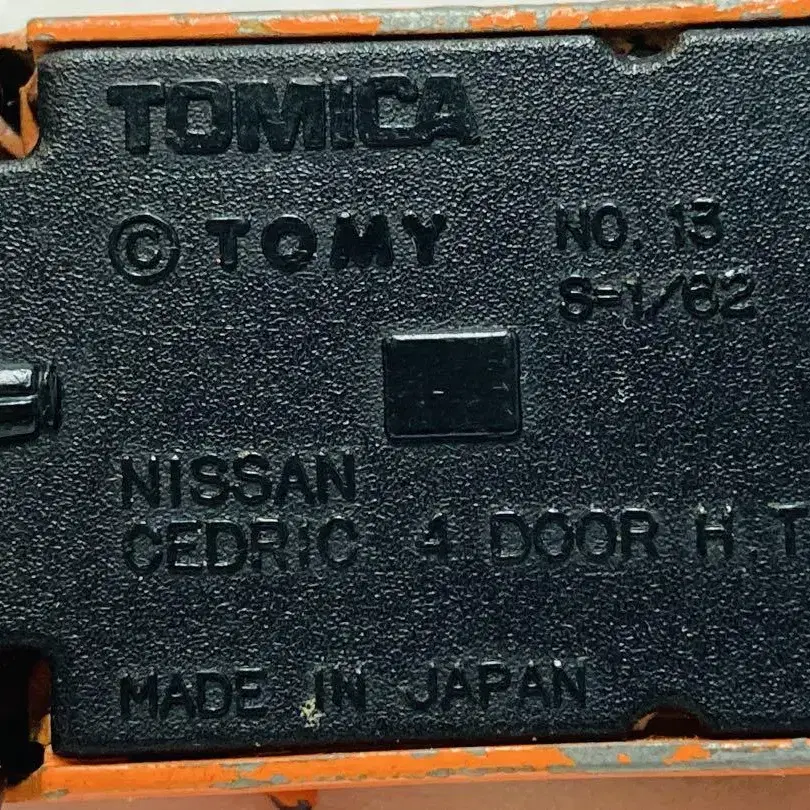 TOMICA
© TOMY NO. 13
S=1/62
NISSAN
CEDRIC 4 DOOR H.T
MADE IN JAPAN